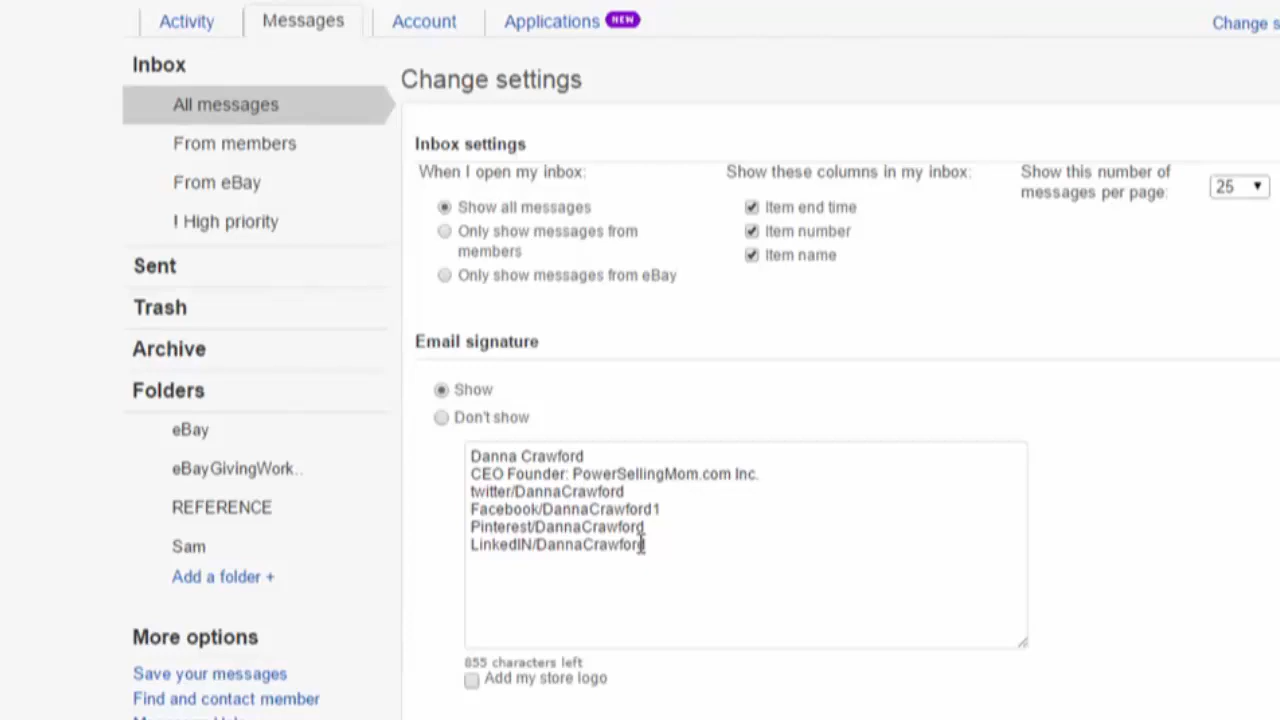 Activity
Messages
Account
Applications NEW
Change s
Inbox
All messages
From members
From eBay
! High priority
Sent
Trash
Archive
Folders
eBay
eBayGivingWork..
REFERENCE
Sam
Add a folder +
More options
Save your messages
Find and contact member
Change settings
Inbox settings
When I open my inbox:
Show all messages
Only show messages from
members
Only show messages from eBay
Show these columns in my inbox:
Item end time
Item number
Item name
Show this number of
messages per page:
25
Email signature
Show
Don't show
Danna Crawford
CEO Founder: PowerSellingMom.com Inc.
twitter/DannaCrawford
Facebook/DannaCrawford1
Pinterest/DannaCrawford
LinkedIN/DannaCrawford
855 characters left
Add my store logo